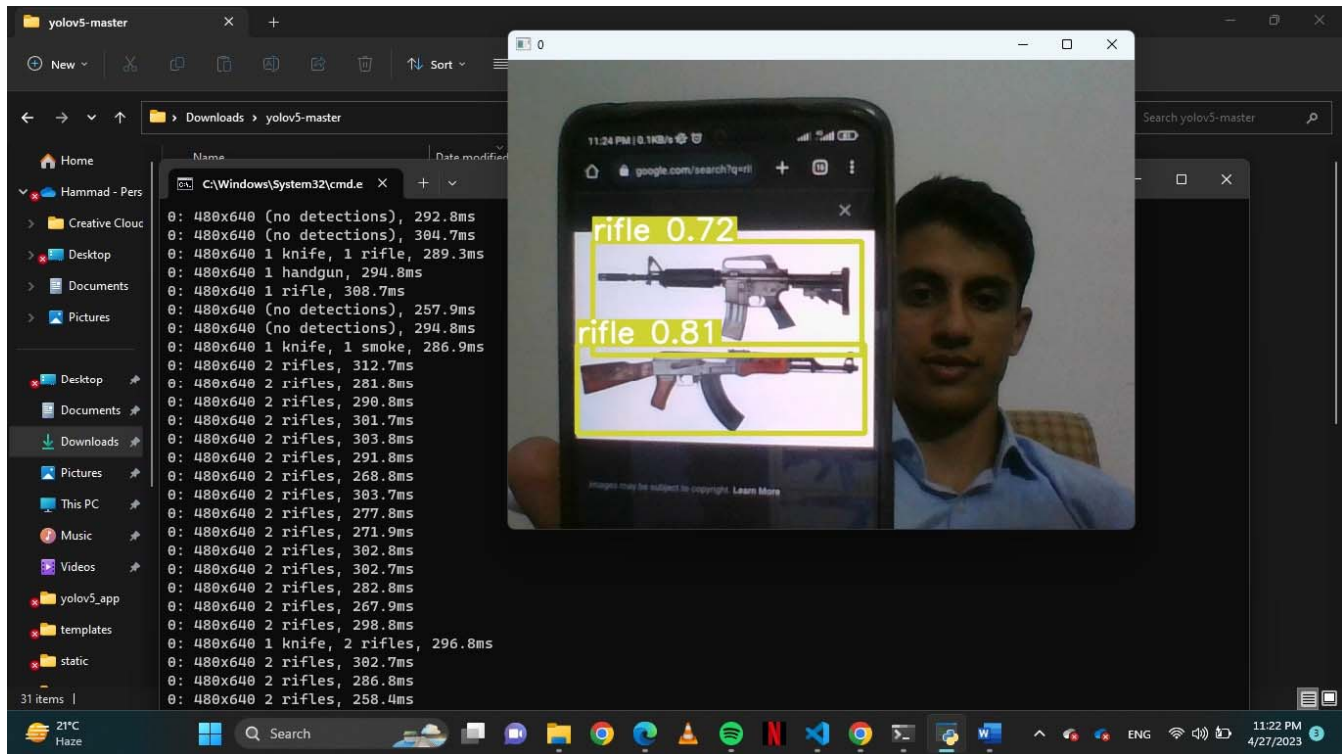 yolov5-master
0
New
Sort
Downloads > yolov5-master
Search yolov5-master
Name
Date modified
Home
Hammad - Pers
Creative Cloud
Desktop
Documents
Pictures
Desktop
Documents
Downloads
Pictures
This PC
Music
Videos
yolov5_app
templates
static
31 items
C:\Windows\System32\cmd.e
0: 480x640 (no detections), 292.8ms
0: 480x640 (no detections), 304.7ms
0: 480x640 1 knife, 1 rifle, 289.3ms
0: 480x640 1 handgun, 294.8ms
0: 480x640 1 rifle, 308.7ms
0: 480x640 (no detections), 257.9ms
0: 480x640 (no detections), 294.8ms
0: 480x640 1 knife, 1 smoke, 286.9ms
0: 480x640 2 rifles, 312.7ms
0: 480x640 2 rifles, 281.8ms
0: 480x640 2 rifles, 290.8ms
0: 480x640 2 rifles, 301.7ms
0: 480x640 2 rifles, 303.8ms
0: 480x640 2 rifles, 291.8ms
0: 480x640 2 rifles, 268.8ms
0: 480x640 2 rifles, 303.7ms
0: 480x640 2 rifles, 277.8ms
0: 480x640 2 rifles, 271.9ms
0: 480x640 2 rifles, 302.8ms
0: 480x640 2 rifles, 302.7ms
0: 480x640 2 rifles, 282.8ms
0: 480x640 2 rifles, 267.9ms
0: 480x640 2 rifles, 298.8ms
0: 480x640 1 knife, 2 rifles, 296.8ms
0: 480x640 2 rifles, 302.7ms
0: 480x640 2 rifles, 286.8ms
0: 480x640 2 rifles, 258.4ms
11:24 PM | 0.1KB/s
google.com/search?q=ri
rifle 0.72
rifle 0.81
Images may be subject to copyright. Learn More
21°C
Haze
Search
ENG
11:22 PM
4/27/2023
3